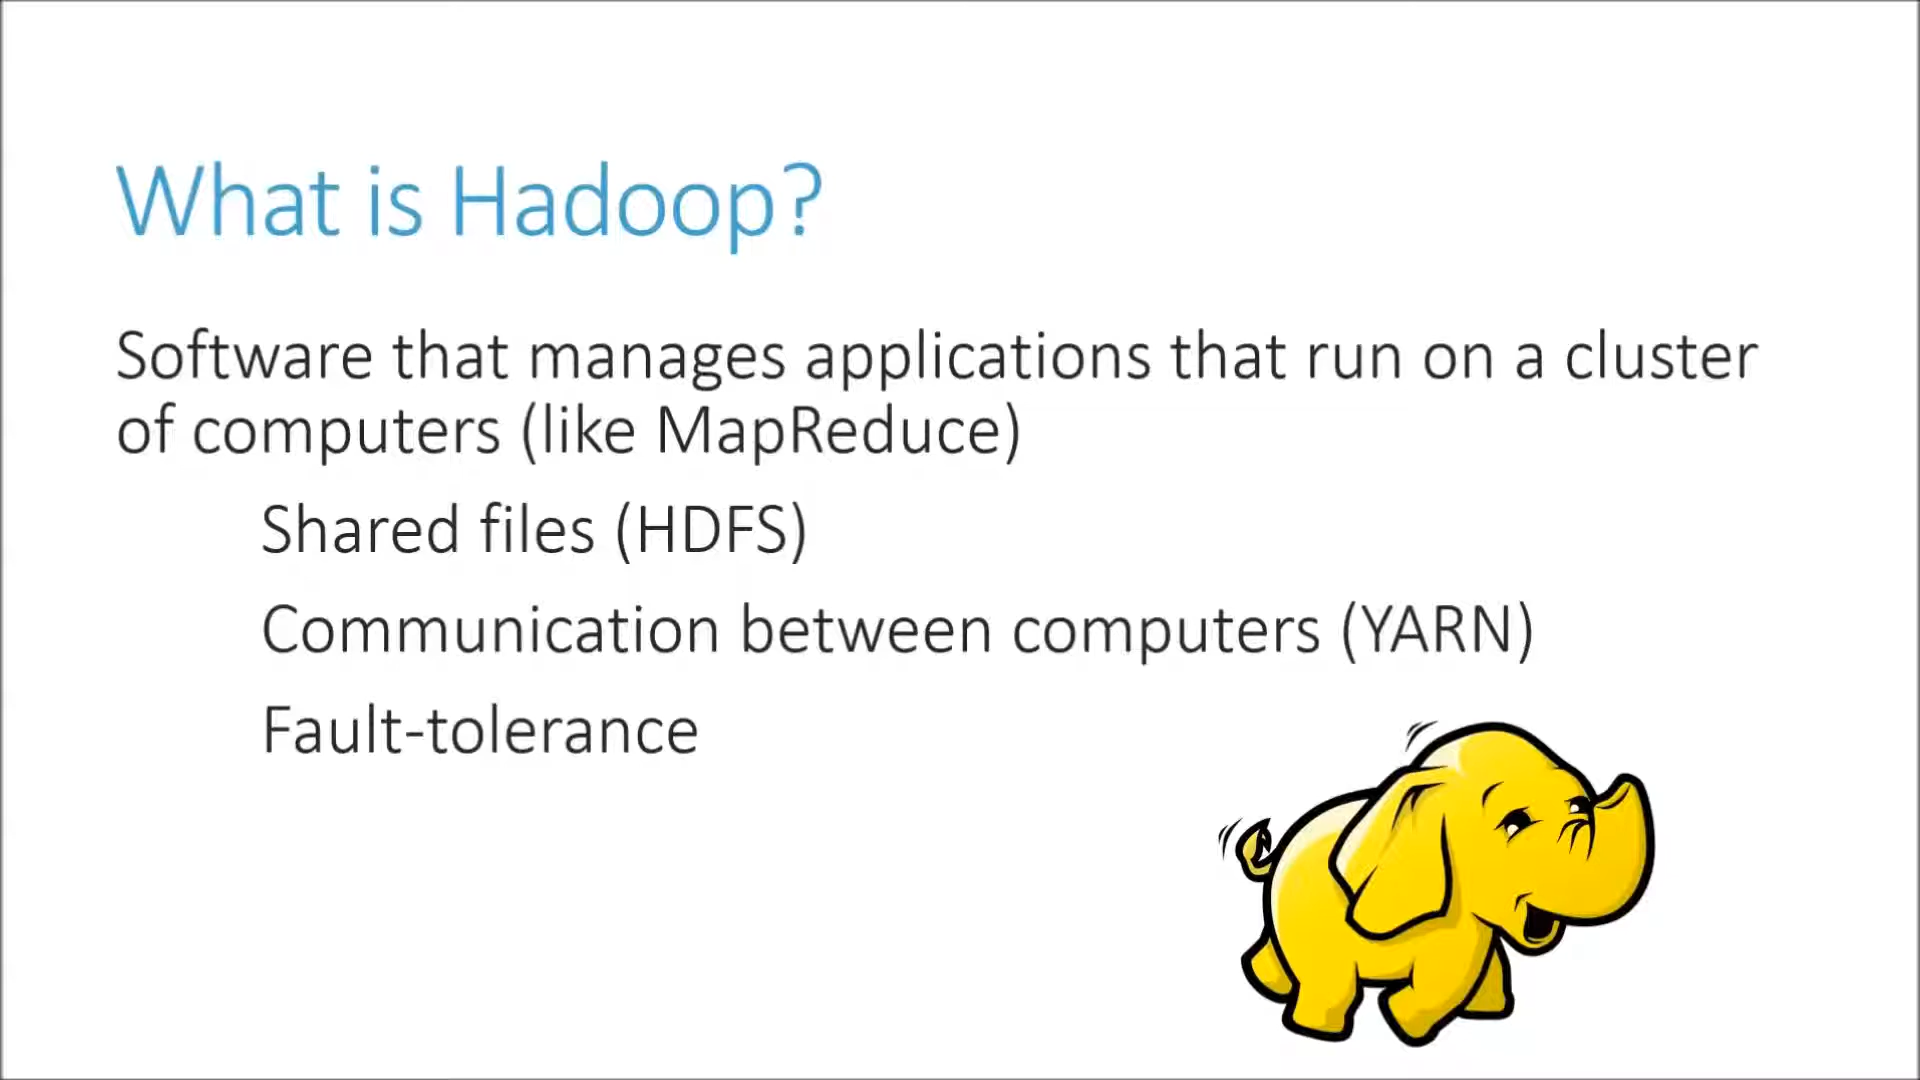 What is Hadoop?
Software that manages applications that run on a cluster
of computers (like MapReduce)
Shared files (HDFS)
Communication between computers (YARN)
Fault-tolerance